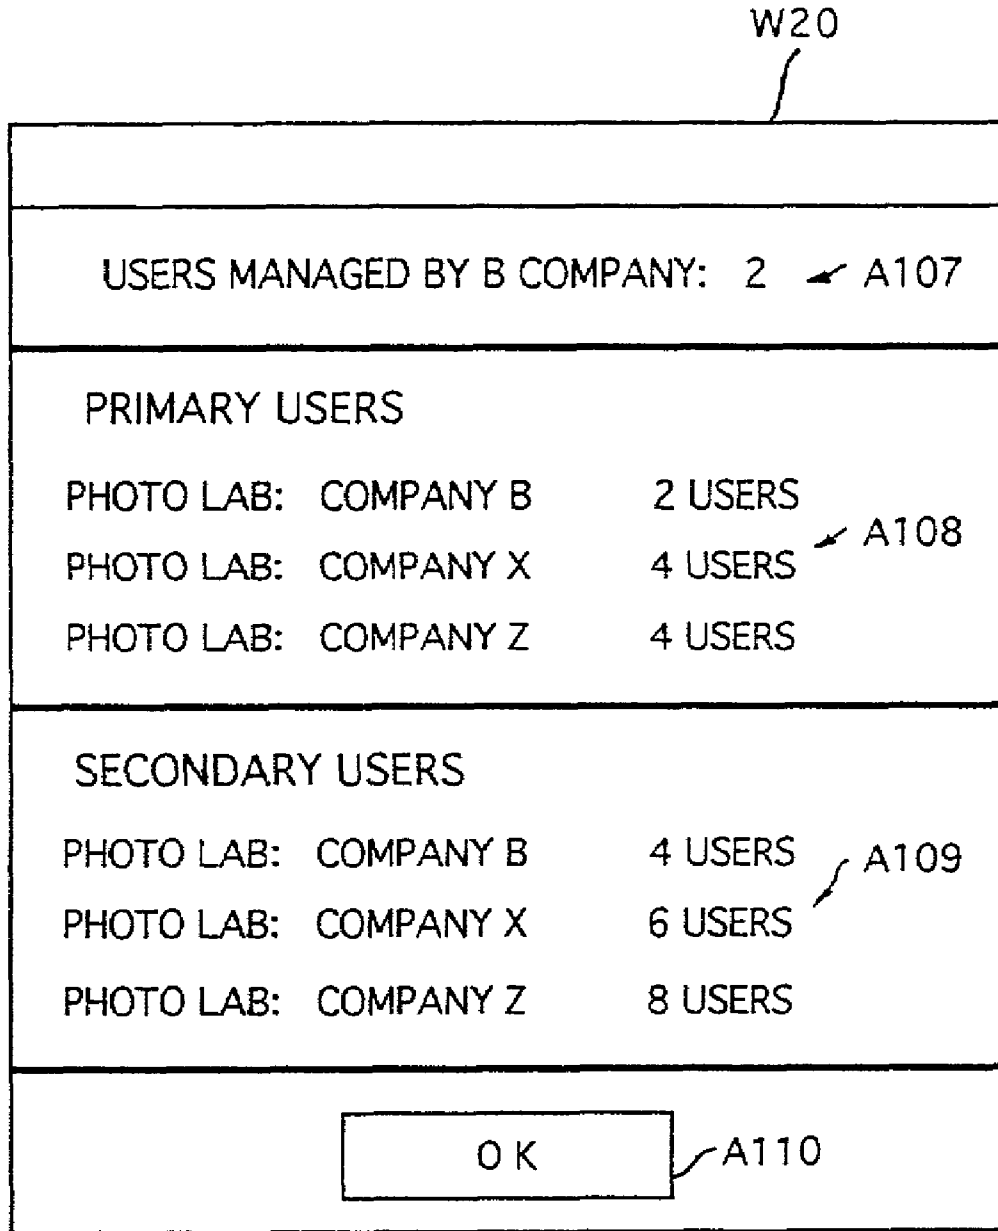 W20
USERS MANAGED BY B COMPANY: 2 A107
PRIMARY USERS
PHOTO LAB: COMPANY B 2 USERS
A108
PHOTO LAB: COMPANY X 4 USERS
PHOTO LAB: COMPANY Z 4 USERS
SECONDARY USERS
PHOTO LAB: COMPANY B 4 USERS
A109
PHOTO LAB: COMPANY X 6 USERS
PHOTO LAB: COMPANY Z 8 USERS
OK A110